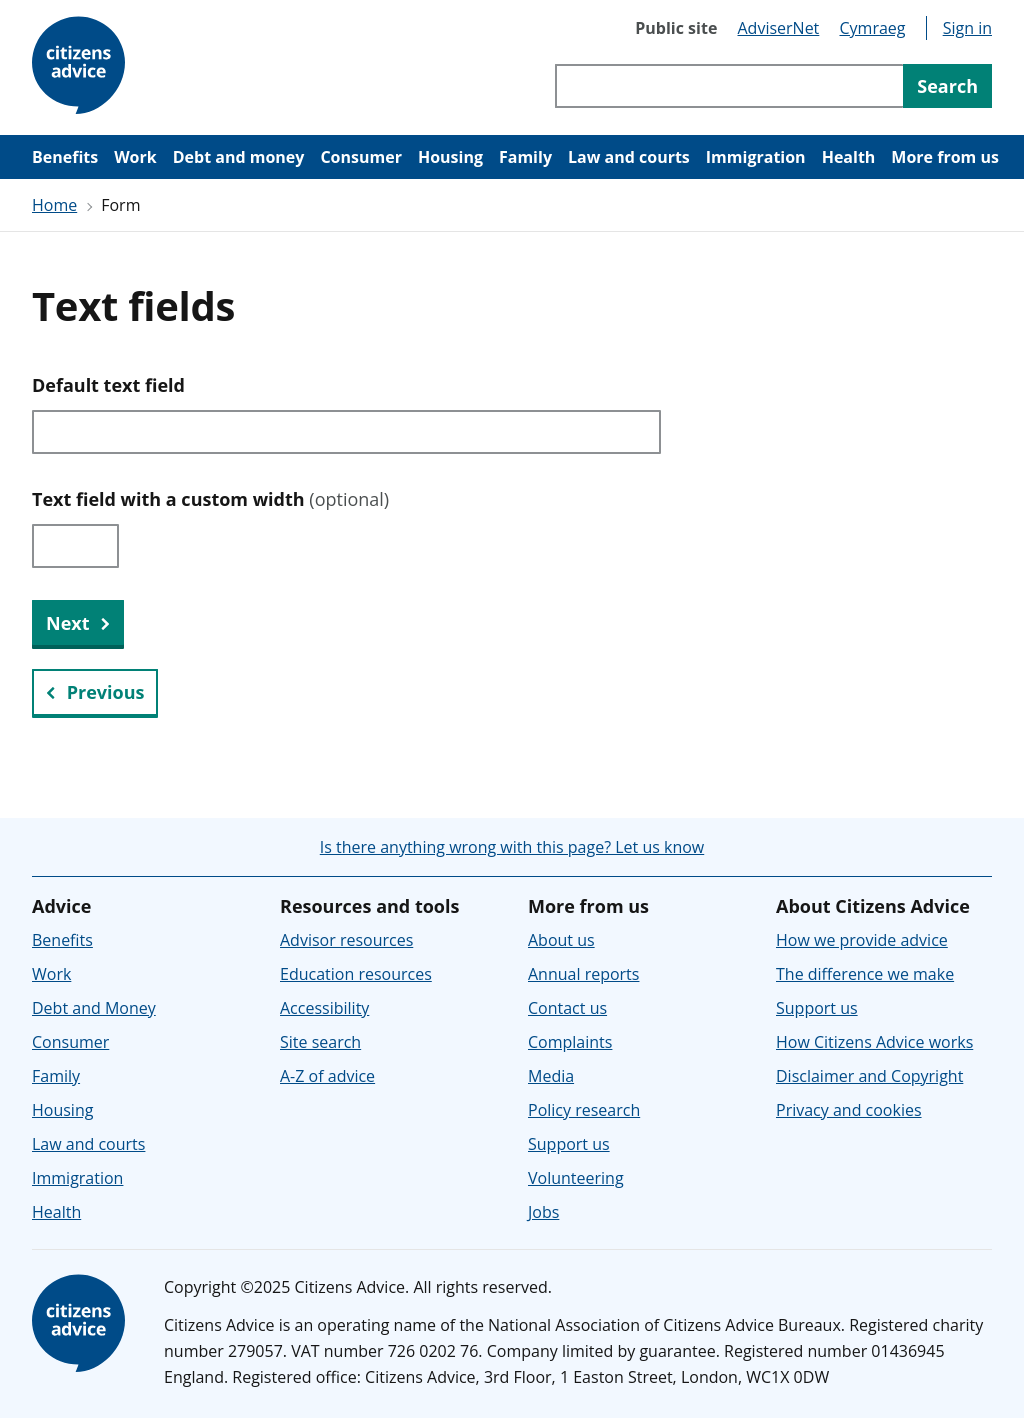 citizens
advice
Public site AdviserNet Cymraeg Sign in
Search
Benefits Work Debt and money Consumer Housing Family Law and courts Immigration Health More from us
Home Form
Text fields
Default text field
Text field with a custom width (optional)
Next
Previous
Is there anything wrong with this page? Let us know
Advice
Benefits
Work
Debt and Money
Consumer
Family
Housing
Law and courts
Immigration
Health
Resources and tools
Advisor resources
Education resources
Accessibility
Site search
A-Z of advice
More from us
About us
Annual reports
Contact us
Complaints
Media
Policy research
Support us
Volunteering
Jobs
About Citizens Advice
How we provide advice
The difference we make
Support us
How Citizens Advice works
Disclaimer and Copyright
Privacy and cookies
citizens
advice
Copyright ©2025 Citizens Advice. All rights reserved.
Citizens Advice is an operating name of the National Association of Citizens Advice Bureaux. Registered charity
number 279057. VAT number 726 0202 76. Company limited by guarantee. Registered number 01436945
England. Registered office: Citizens Advice, 3rd Floor, 1 Easton Street, London, WC1X 0DW